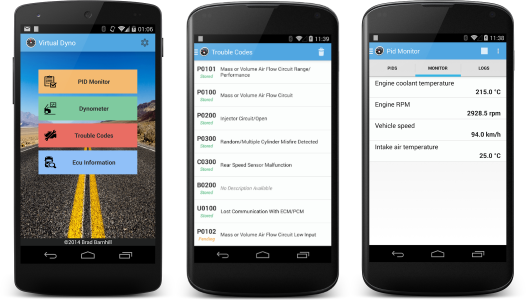 01:06
Virtual Dyno
PID Monitor
Dynometer
Trouble Codes
Ecu Information
©2014 Brad Barnhill
11:39
Trouble Codes
P0101
Stored
Mass or Volume Air Flow Circuit Range/
Performance
P0100
Stored
Mass or Volume Air Flow Circuit
P0200
Stored
Injector Circuit/Open
P0300
Stored
Random/Multiple Cylinder Misfire Detected
C0300
Stored
Rear Speed Sensor Malfunction
B0200
Stored
No Description Available
U0100
Stored
Lost Communication With ECM/PCM
P0102
Pending
Mass or Volume Air Flow Circuit Low Input
11:38
Pid Monitor
PIDS
MONITOR
LOGS
Engine coolant temperature
215.0 °C
Engine RPM
2928.5 rpm
Vehicle speed
94.0 km/h
Intake air temperature
25.0 °C